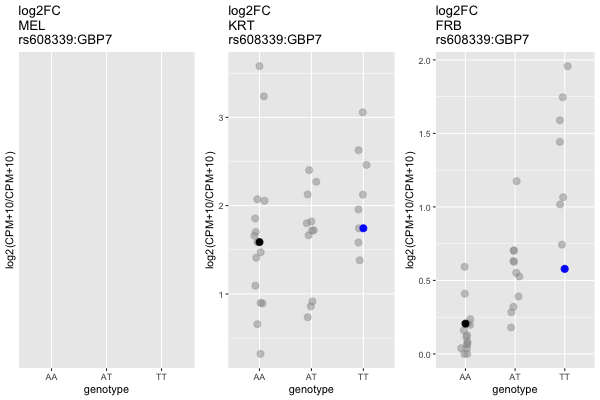 log2FC
MEL
rs608339:GBP7
log2(CPM+10/CPM+10)
AA AT TT
genotype
log2FC
KRT
rs608339:GBP7
log2(CPM+10/CPM+10)
3
2
1
AA AT TT
genotype
log2FC
FRB
rs608339:GBP7
log2(CPM+10/CPM+10)
2.0
1.5
1.0
0.5
0.0
AA AT TT
genotype